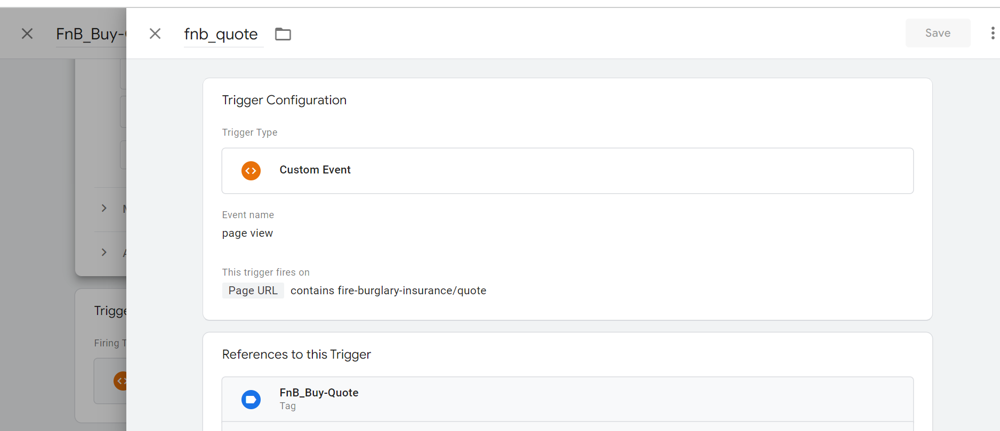 FnB_Buy-
fnb_quote
Save
Trigger Configuration
Trigger Type
Custom Event
Event name
page view
This trigger fires on
Page URL contains fire-burglary-insurance/quote
Trigge
Firing T
References to this Trigger
FnB_Buy-Quote
Tag